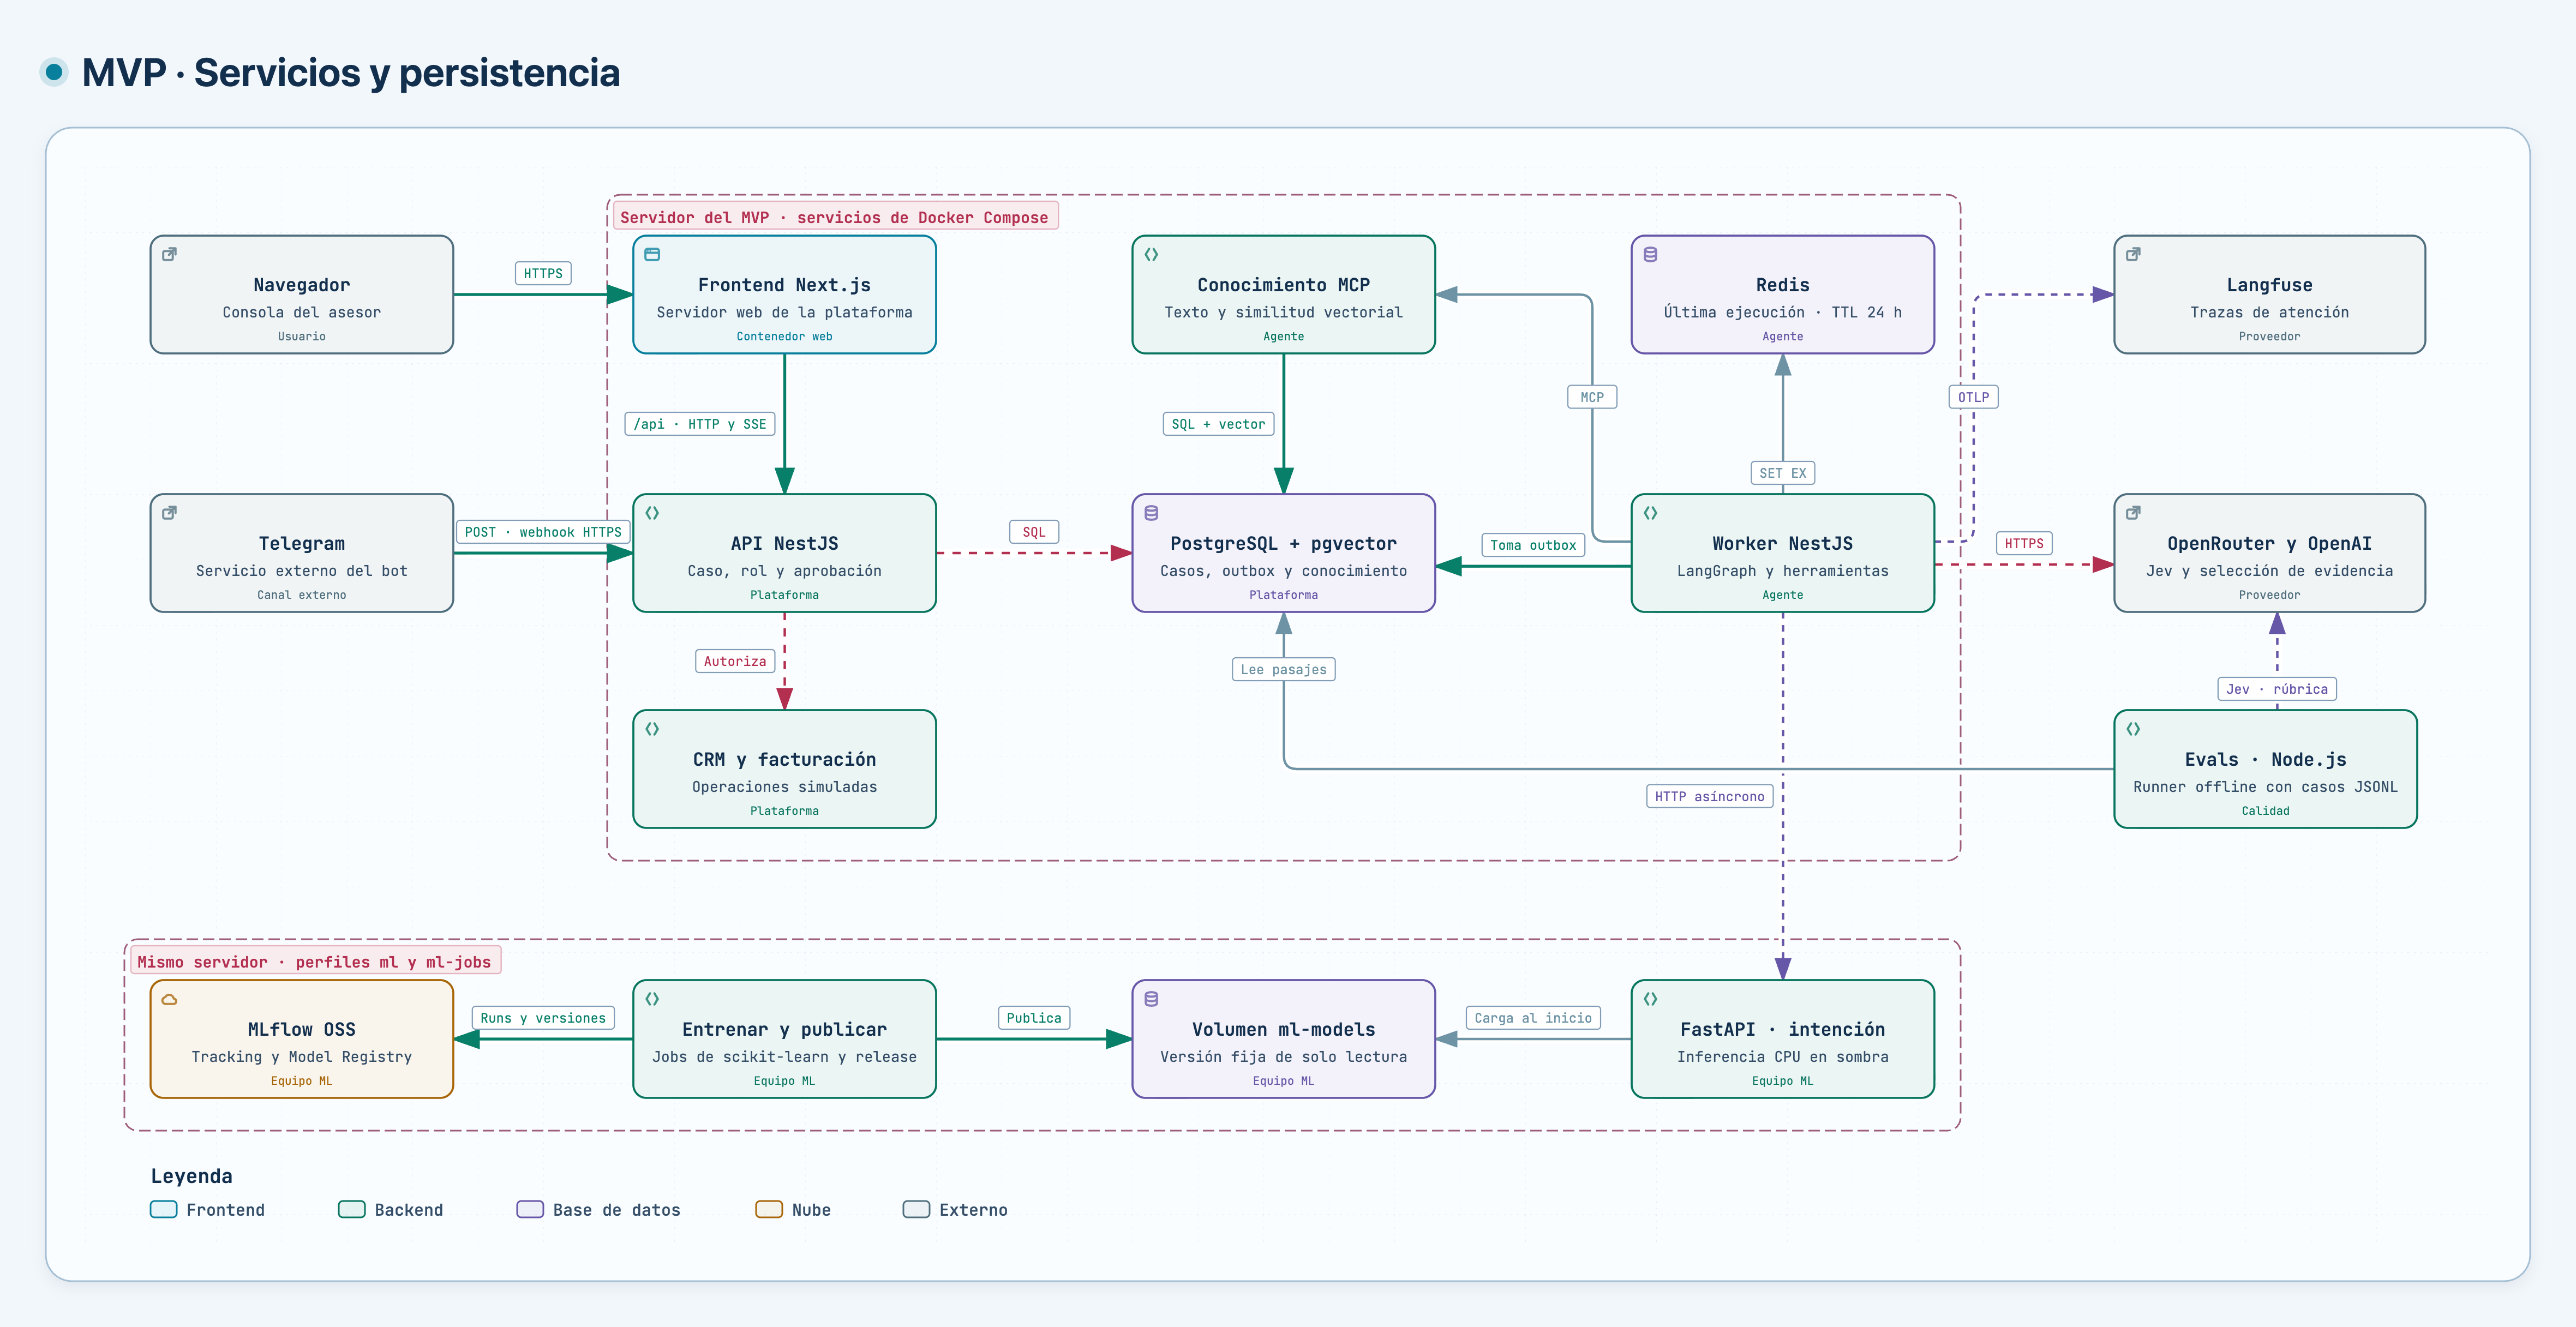 MVP · Servicios y persistencia
Servidor del MVP · servicios de Docker Compose
Navegador
Consola del asesor
Usuario
HTTPS
Frontend Next.js
Servidor web de la plataforma
Contenedor web
Conocimiento MCP
Texto y similitud vectorial
Agente
Redis
Última ejecución · TTL 24 h
Agente
Langfuse
Trazas de atención
Proveedor
MCP
OTLP
/api · HTTP y SSE
SQL + vector
SET EX
Telegram
Servicio externo del bot
Canal externo
POST · webhook HTTPS
API NestJS
Caso, rol y aprobación
Plataforma
SQL
PostgreSQL + pgvector
Casos, outbox y conocimiento
Plataforma
Toma outbox
Worker NestJS
LangGraph y herramientas
Agente
HTTPS
OpenRouter y OpenAI
Jev y selección de evidencia
Proveedor
Autoriza
Lee pasajes
Jev · rúbrica
CRM y facturación
Operaciones simuladas
Plataforma
HTTP asíncrono
Evals · Node.js
Runner offline con casos JSONL
Calidad
Mismo servidor · perfiles ml y ml-jobs
MLflow OSS
Tracking y Model Registry
Equipo ML
Runs y versiones
Entrenar y publicar
Jobs de scikit-learn y release
Equipo ML
Publica
Volumen ml-models
Versión fija de solo lectura
Equipo ML
Carga al inicio
FastAPI · intención
Inferencia CPU en sombra
Equipo ML
Leyenda
Frontend
Backend
Base de datos
Nube
Externo